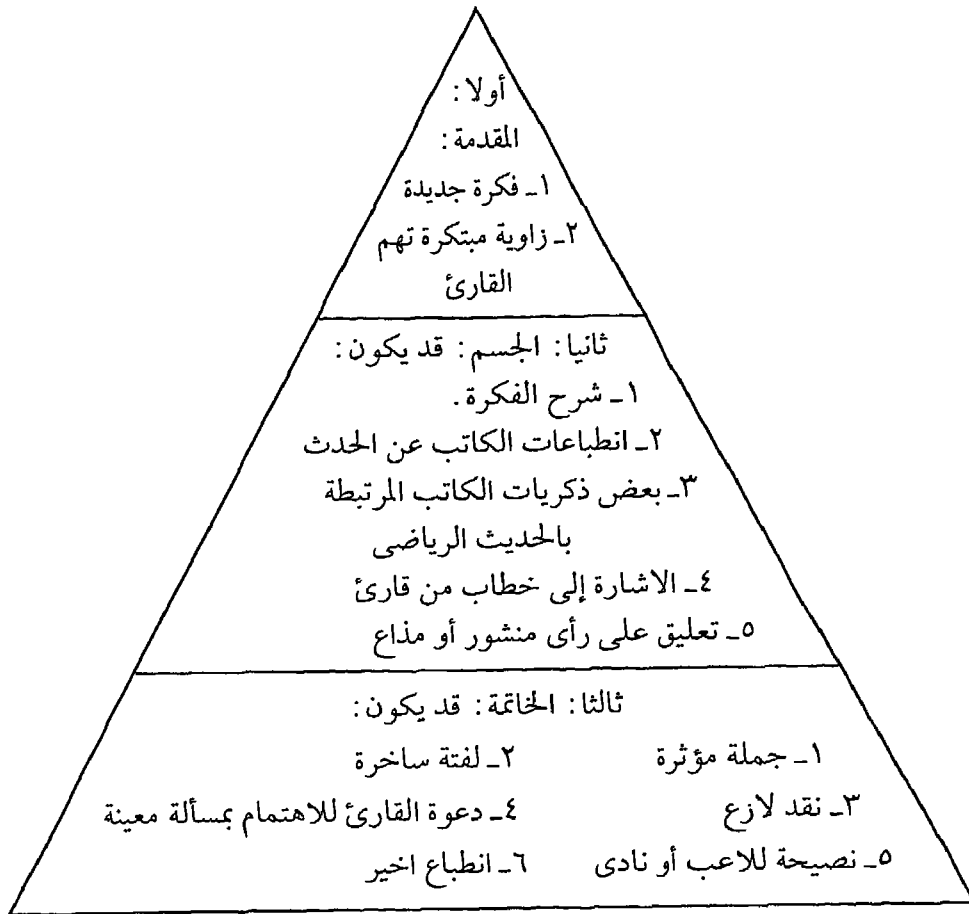 أولا :
المقدمة :
١ـ فكرة جديدة
٢ـ زاوية مبتكرة تهم
القارئ
ثانيا : الجسم : قد يكون :
١ـ شرح الفكرة .
٢ـ انطباعات الكاتب عن الحدث
٣ـ بعض ذكريات الكاتب المرتبطة
بالحديث الرياضى
٤ـ الاشارة إلى خطاب من قارئ
٥ـ تعليق على رأى منشور أو مذاع
ثالثا : الخاتمة : قد يكون :
١ـ جملة مؤثرة ٢ـ لفتة ساخرة
٣ـ نقد لازع ٤ـ دعوة القارئ للاهتمام بمسألة معينة
٥ـ نصيحة للاعب أو نادى ٦ـ انطباع اخير